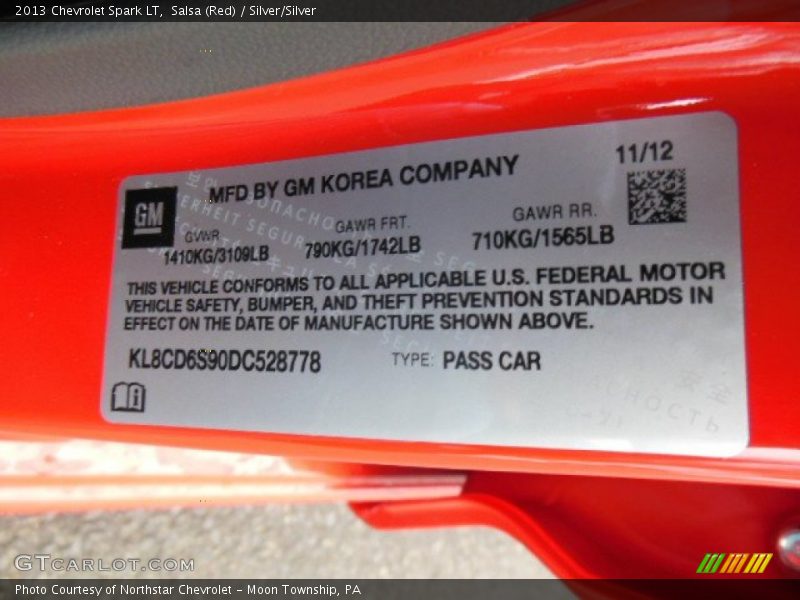 2013 Chevrolet Spark LT,  Salsa (Red) / Silver/Silver
MFD BY GM KOREA COMPANY
11/12
GM
GVWR
GAWR FRT.
GAWR RR.
1410KG/3109LB
790KG/1742LB
710KG/1565LB
THIS VEHICLE CONFORMS TO ALL APPLICABLE U.S. FEDERAL MOTOR
VEHICLE SAFETY, BUMPER, AND THEFT PREVENTION STANDARDS IN
EFFECT ON THE DATE OF MANUFACTURE SHOWN ABOVE.
KL8CD6S90DC528778
TYPE: PASS CAR
GTCARLOT.COM
Photo Courtesy of Northstar Chevrolet - Moon Township, PA